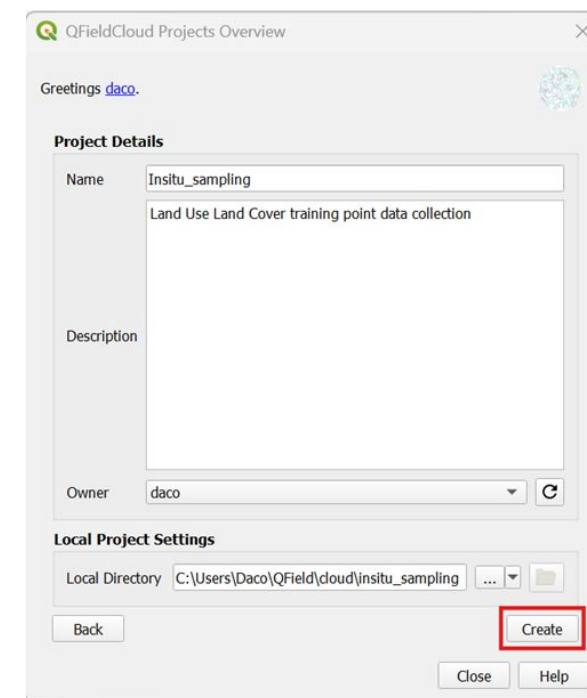 QFieldCloud Projects Overview
Greetings daco.
Project Details
Name Insitu_sampling
Land Use Land Cover training point data collection
Description
Owner daco
Local Project Settings
Local Directory C:\Users\Daco\QField\cloud\insitu_sampling ...
Back Create
Close Help